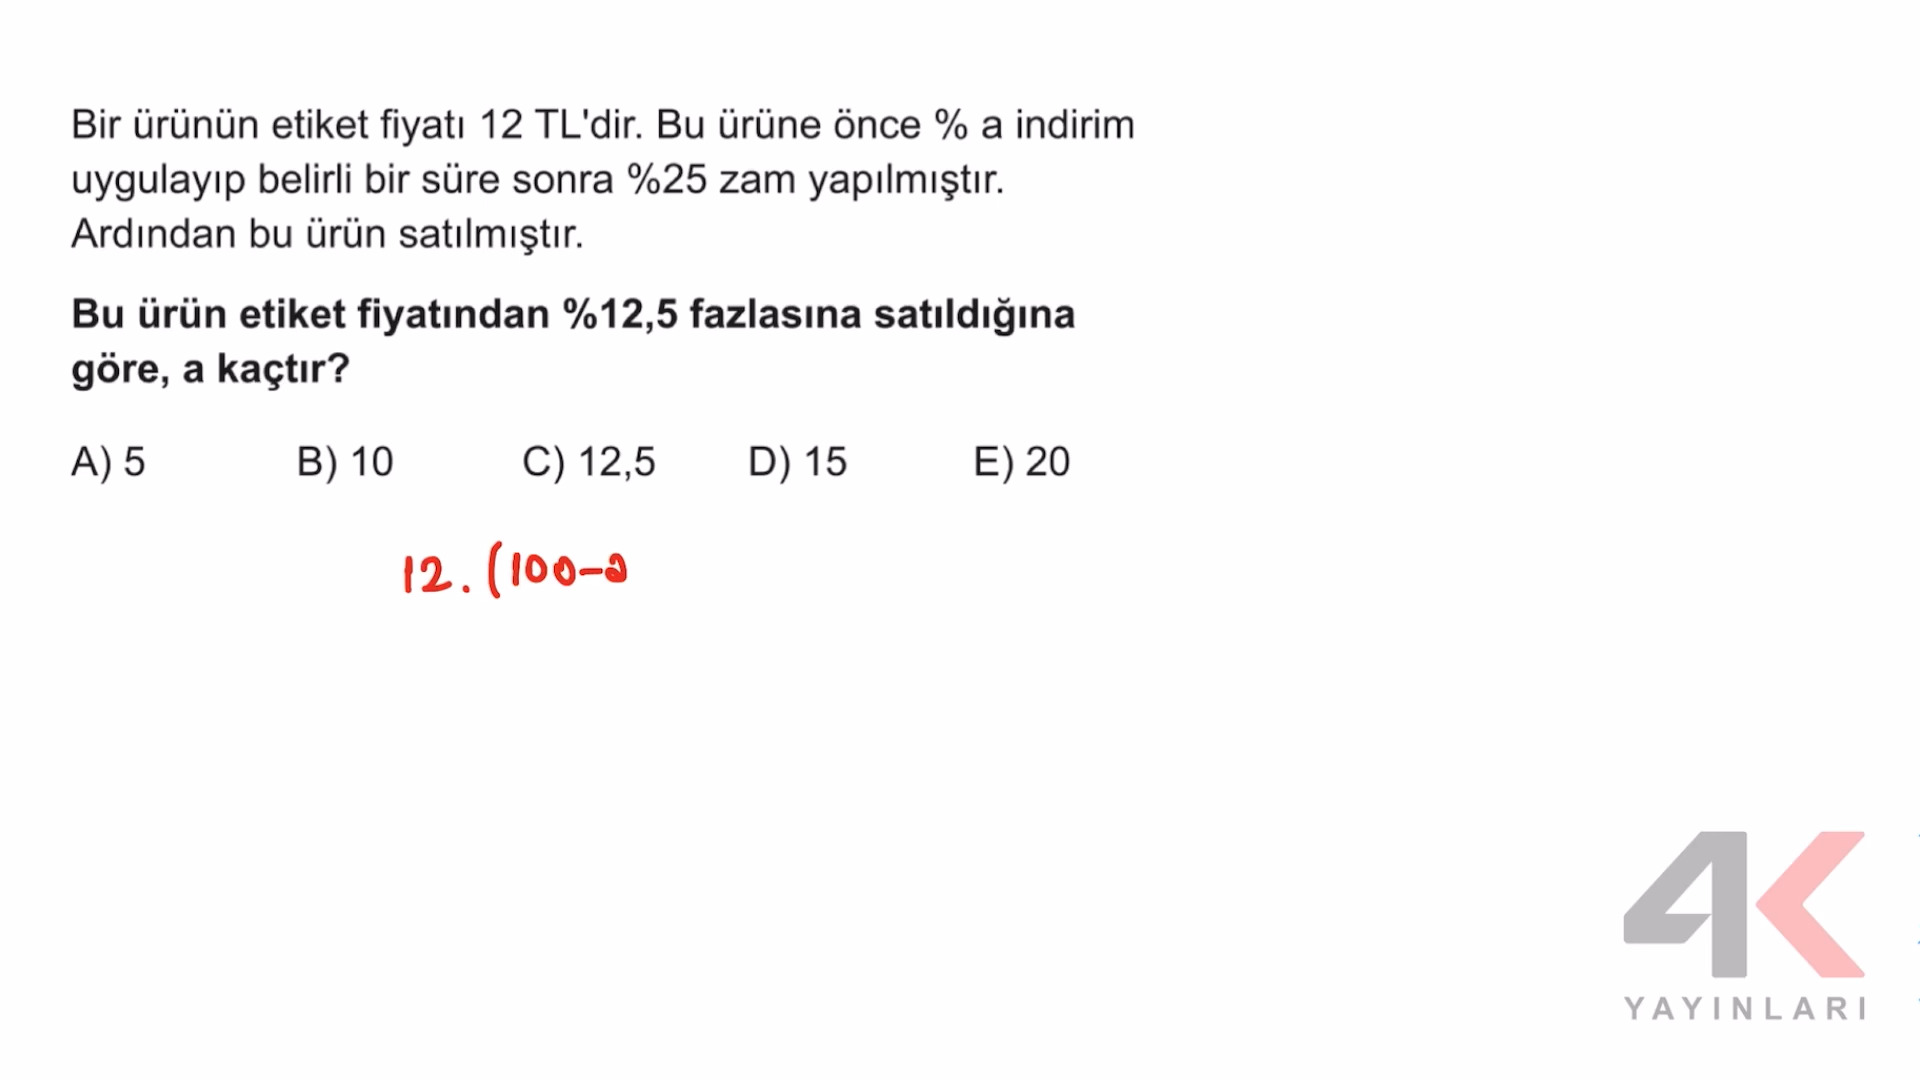 Bir ürünün etiket fiyatı 12 TL'dir. Bu ürüne önce % a indirim
uygulayıp belirli bir süre sonra %25 zam yapılmıştır.
Ardından bu ürün satılmıştır.
Bu ürün etiket fiyatından %12,5 fazlasına satıldığına
göre, a kaçtır?
A) 5 B) 10 C) 12,5 D) 15 E) 20
12.(100-a
4K
YAYINLARI